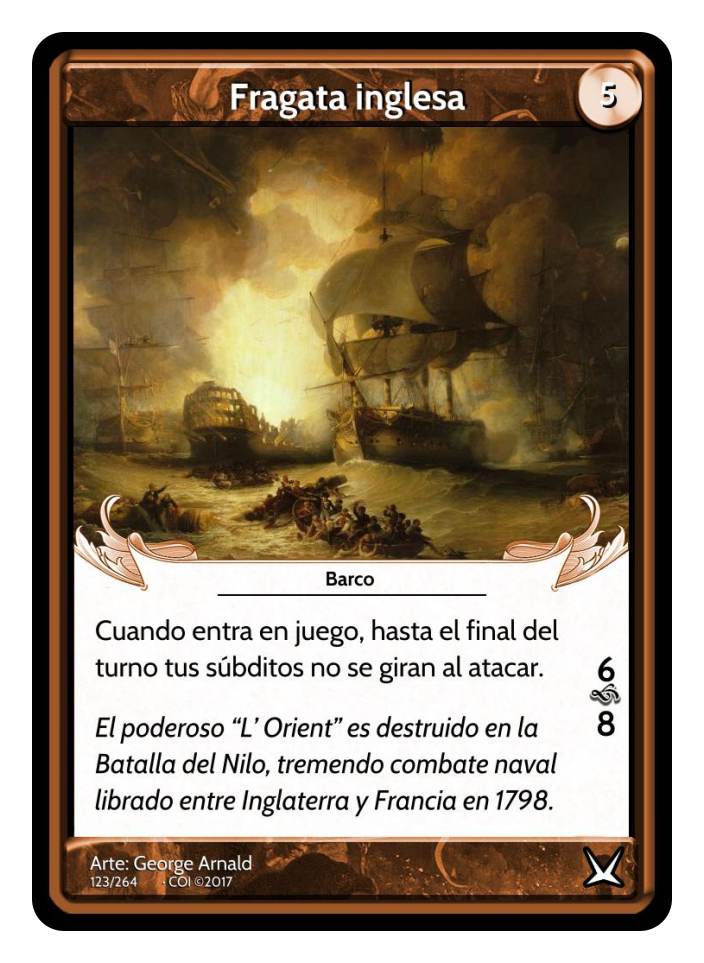 Fragata inglesa
5
Barco
Cuando entra en juego, hasta el final del
turno tus súbditos no se giran al atacar.
6
8
El poderoso “L’ Orient” es destruido en la
Batalla del Nilo, tremendo combate naval
librado entre Inglaterra y Francia en 1798.
Arte: George Arnald
123/264 · COI ©2017